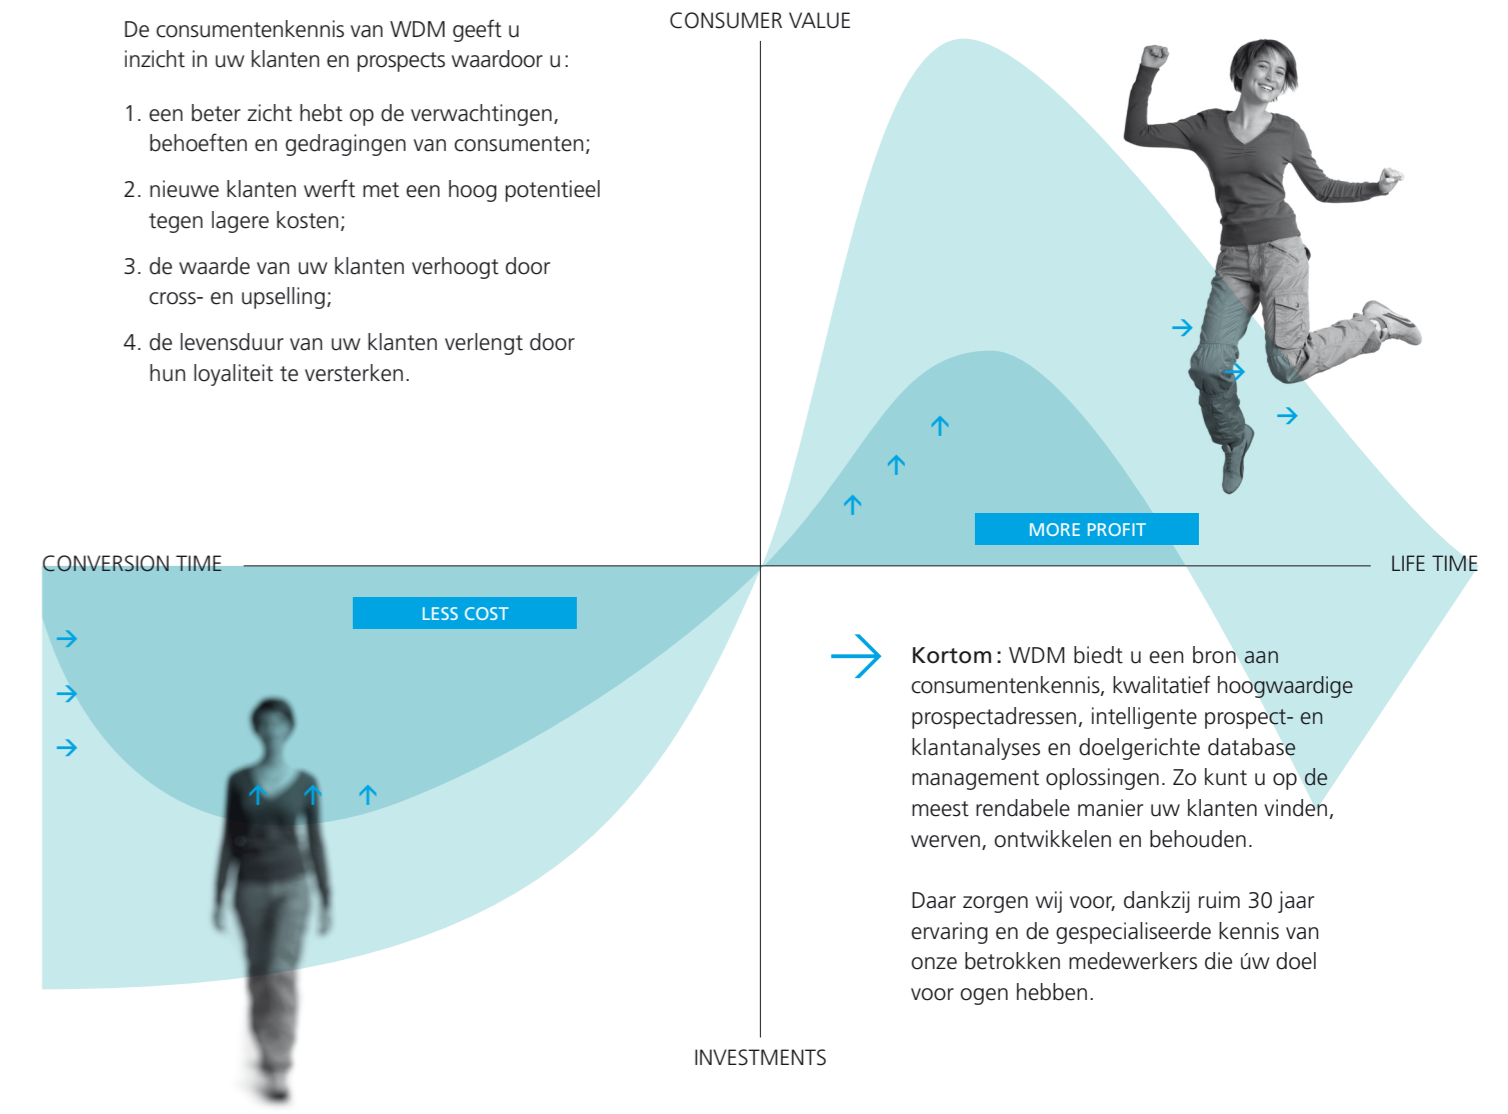 De consumentenkennis van WDM geeft u
inzicht in uw klanten en prospects waardoor u:
1. een beter zicht hebt op de verwachtingen,
behoeften en gedragingen van consumenten;
2. nieuwe klanten werft met een hoog potentieel
tegen lagere kosten;
3. de waarde van uw klanten verhoogt door
cross- en upselling;
4. de levensduur van uw klanten verlengt door
hun loyaliteit te versterken.
CONSUMER VALUE
MORE PROFIT
CONVERSION TIME
LIFE TIME
LESS COST
Kortom: WDM biedt u een bron aan
consumentenkennis, kwalitatief hoogwaardige
prospectadressen, intelligente prospect- en
klantanalyses en doelgerichte database
management oplossingen. Zo kunt u op de
meest rendabele manier uw klanten vinden,
werven, ontwikkelen en behouden.
Daar zorgen wij voor, dankzij ruim 30 jaar
ervaring en de gespecialiseerde kennis van
onze betrokken medewerkers die úw doel
voor ogen hebben.
INVESTMENTS